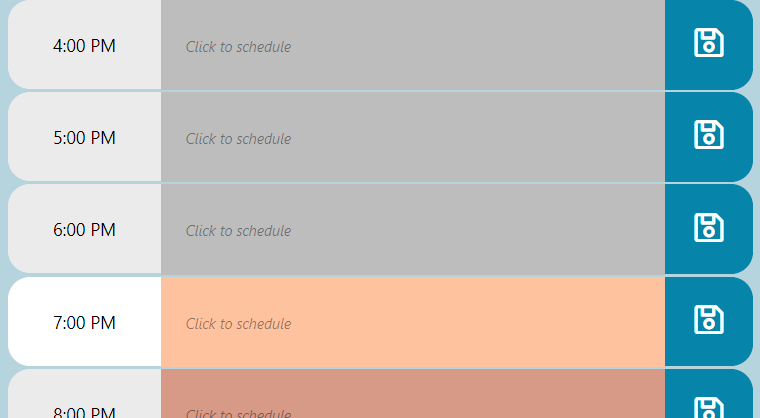 4:00 PM Click to schedule
5:00 PM Click to schedule
6:00 PM Click to schedule
7:00 PM Click to schedule
8:00 PM Click to schedule